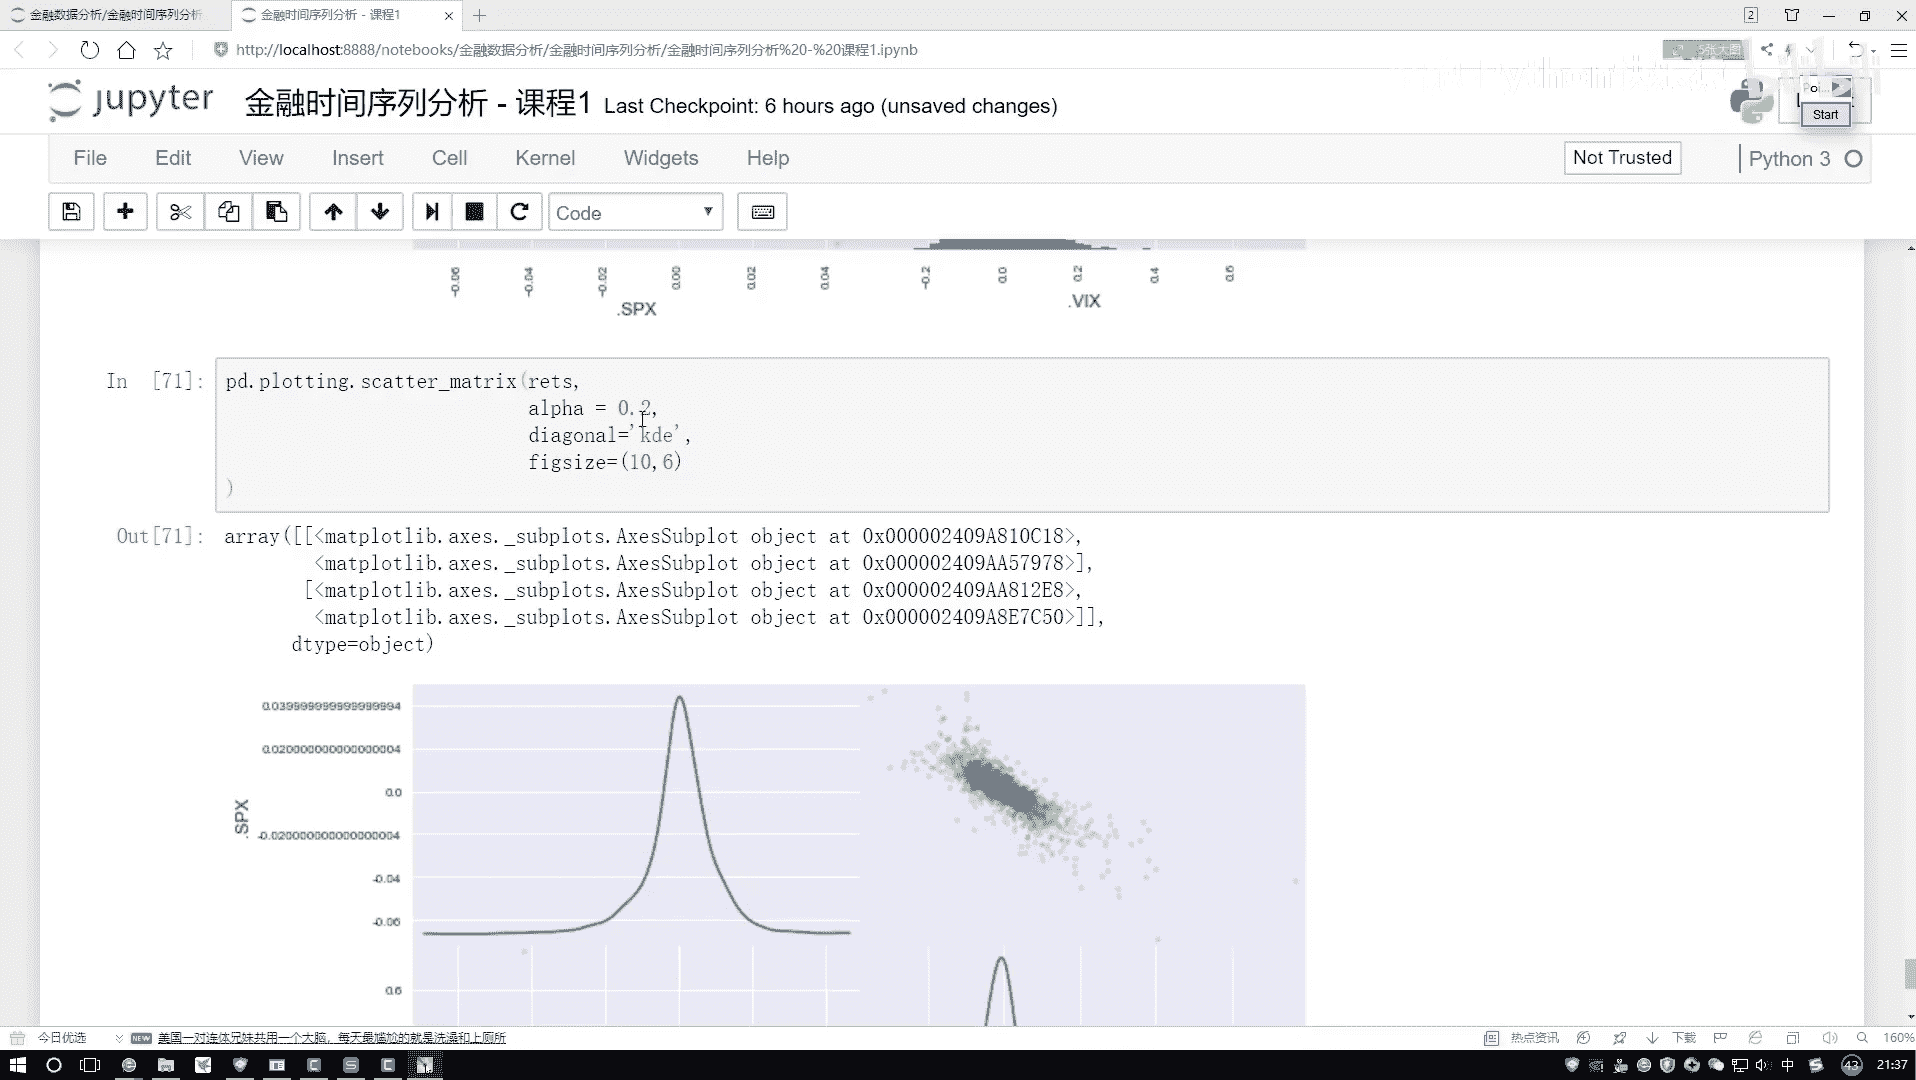 金融数据分析/金融时间序列分析
金融时间序列分析 - 课程1
2
http://localhost:8888/notebooks/金融数据分析/金融时间序列分析/金融时间序列分析%20-%20课程1.ipynb
5张大图
jupyter 金融时间序列分析 - 课程1 Last Checkpoint: 6 hours ago (unsaved changes)
Start
File Edit View Insert Cell Kernel Widgets Help
Not Trusted
Python 3
Code
-0.06 -0.04 -0.02 0.00 0.02 0.04 -0.2 0.0 0.2 0.4 0.6
.SPX .VIX
In [71]: pd.plotting.scatter_matrix(rets,
alpha = 0.2,
diagonal='kde',
figsize=(10,6)
)
Out[71]: array([[<matplotlib.axes._subplots.AxesSubplot object at 0x000002409A810C18>,
<matplotlib.axes._subplots.AxesSubplot object at 0x000002409AA57978>],
[<matplotlib.axes._subplots.AxesSubplot object at 0x000002409AA812E8>,
<matplotlib.axes._subplots.AxesSubplot object at 0x000002409A8E7C50>]],
dtype=object)
0.039999999999999994
0.020000000000000004
0.0
.SPX
-0.020000000000000004
-0.04
-0.06
0.6
今日优选
NEW
美国一对连体兄妹共用一个大脑，每天最尴尬的就是洗澡和上厕所
热点资讯
下载
160%
中
43
21:37